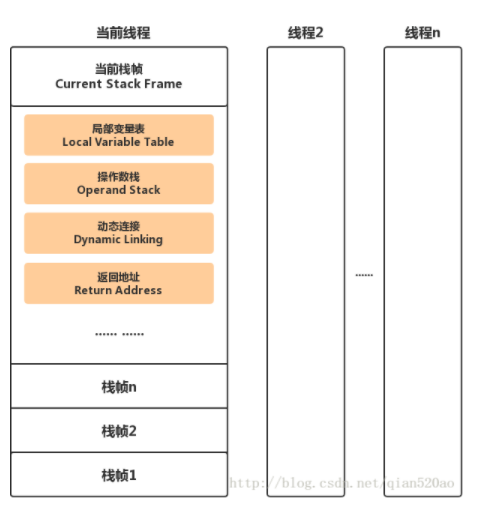 当前线程
线程2
线程n
当前栈帧
Current Stack Frame
局部变量表
Local Variable Table
操作数栈
Operand Stack
动态连接
Dynamic Linking
返回地址
Return Address
...... ......
......
栈帧n
栈帧2
栈帧1
http://blog.csdn.net/qian520ao